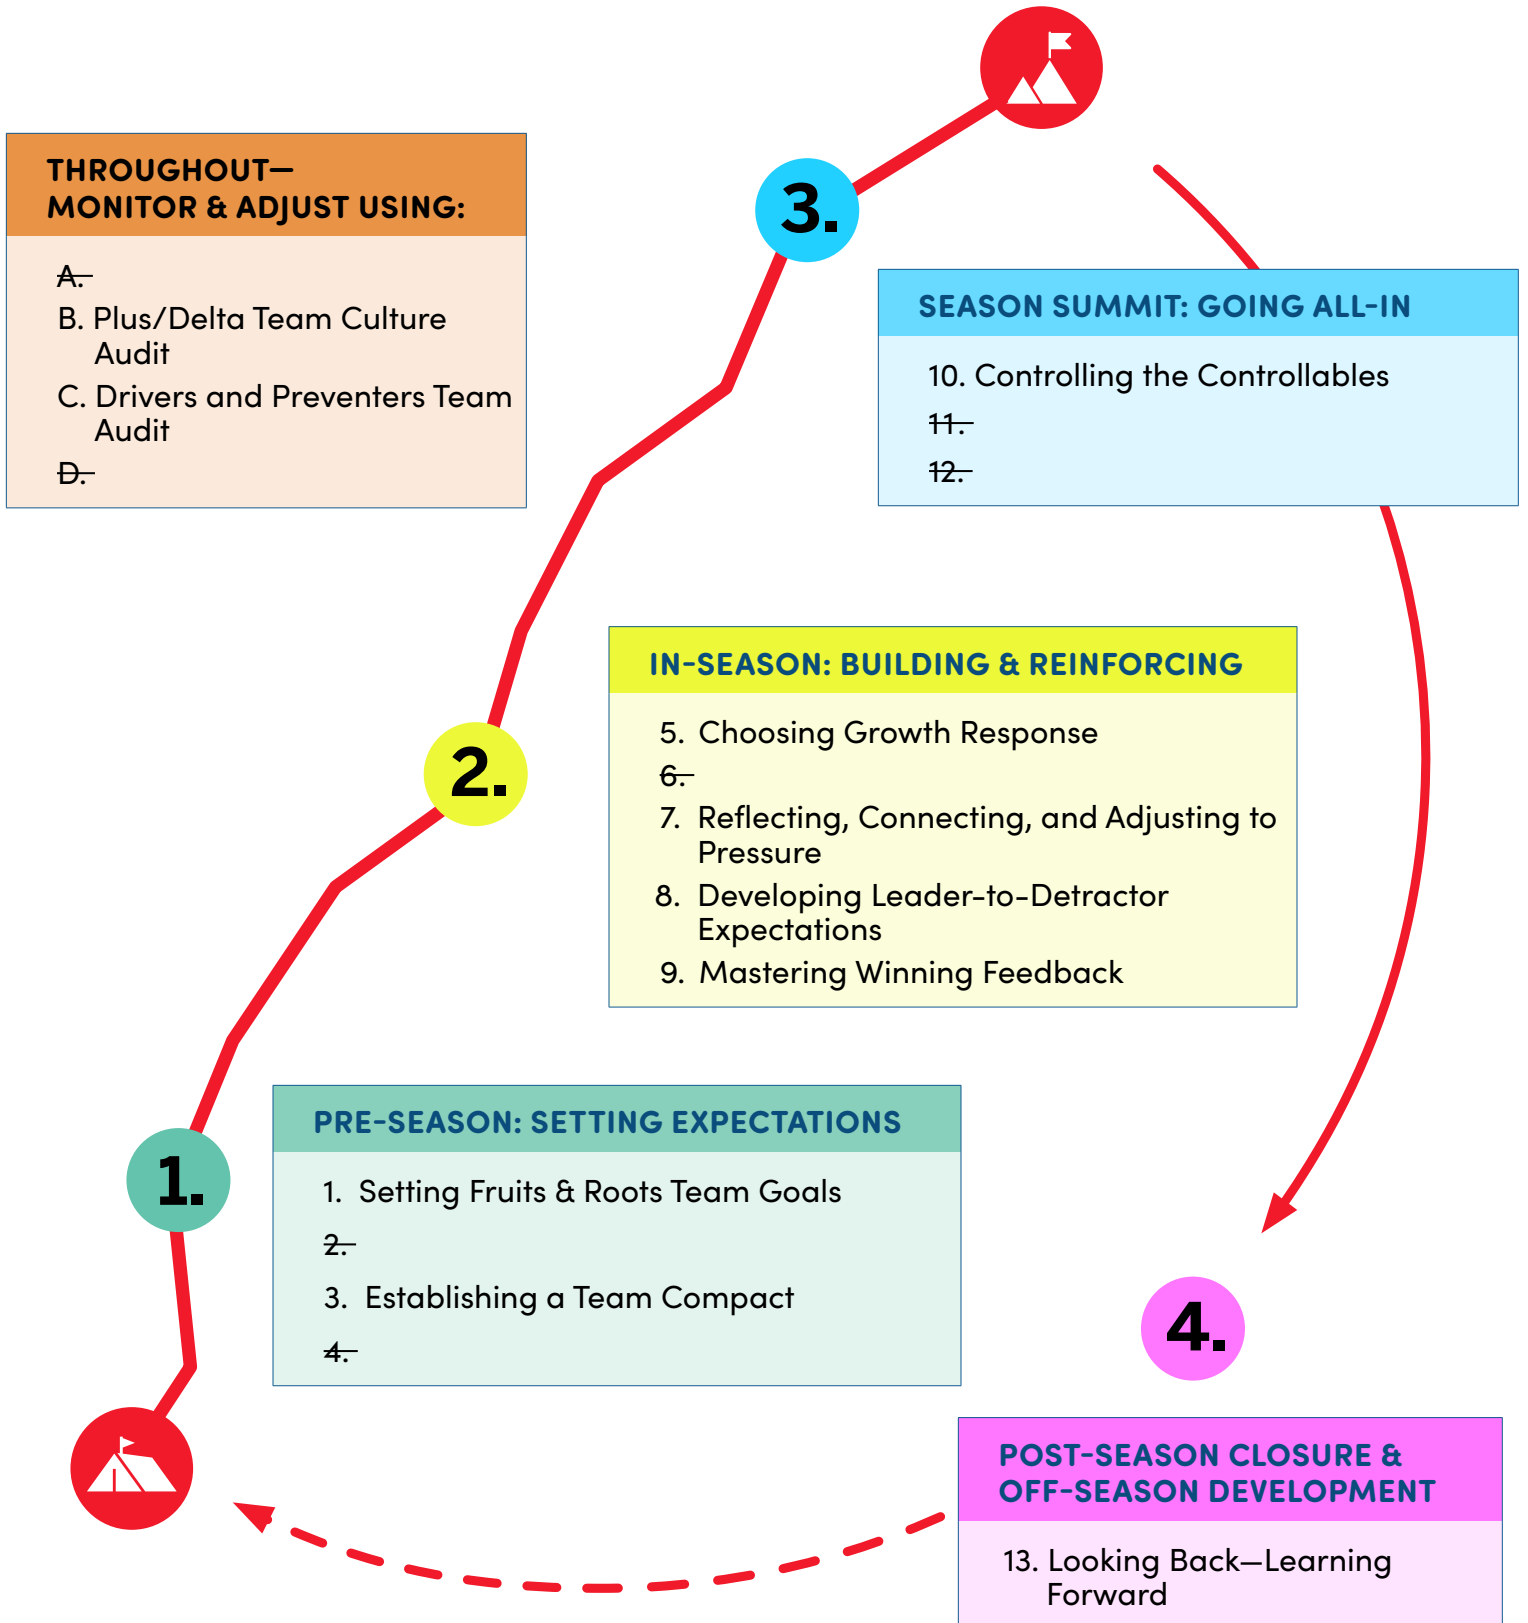 THROUGHOUT—
MONITOR & ADJUST USING:
A.
B. Plus/Delta Team Culture
Audit
C. Drivers and Preventers Team
Audit
D.
3.
SEASON SUMMIT: GOING ALL-IN
10. Controlling the Controllables
11.
12.
2.
IN-SEASON: BUILDING & REINFORCING
5. Choosing Growth Response
6.
7. Reflecting, Connecting, and Adjusting to
Pressure
8. Developing Leader-to-Detractor
Expectations
9. Mastering Winning Feedback
1.
PRE-SEASON: SETTING EXPECTATIONS
1. Setting Fruits & Roots Team Goals
2.
3. Establishing a Team Compact
4.
4.
POST-SEASON CLOSURE &
OFF-SEASON DEVELOPMENT
13. Looking Back—Learning
Forward